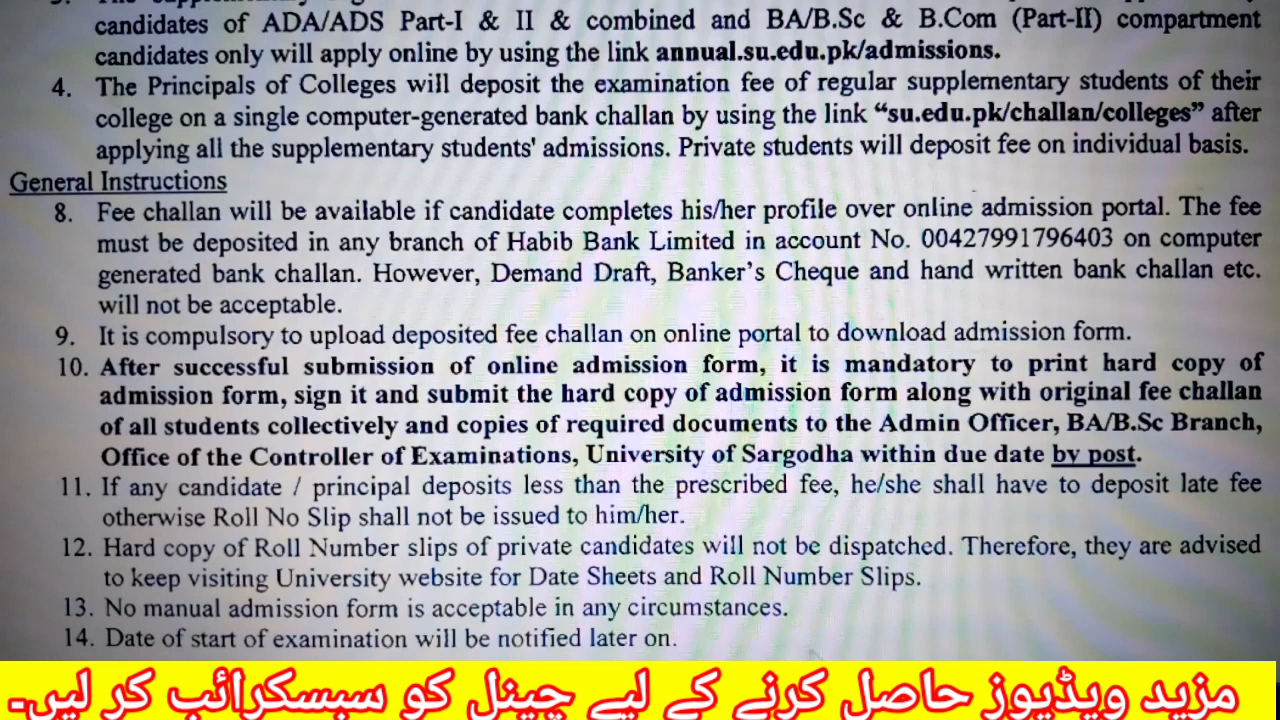 candidates of ADA/ADS Part-I & II & combined and BA/B.Sc & B.Com (Part-II) compartment
candidates only will apply online by using the link annual.su.edu.pk/admissions.
4. The Principals of Colleges will deposit the examination fee of regular supplementary students of their
college on a single computer-generated bank challan by using the link “su.edu.pk/challan/colleges” after
applying all the supplementary students' admissions. Private students will deposit fee on individual basis.
General Instructions
8. Fee challan will be available if candidate completes his/her profile over online admission portal. The fee
must be deposited in any branch of Habib Bank Limited in account No. 00427991796403 on computer
generated bank challan. However, Demand Draft, Banker’s Cheque and hand written bank challan etc.
will not be acceptable.
9. It is compulsory to upload deposited fee challan on online portal to download admission form.
10. After successful submission of online admission form, it is mandatory to print hard copy of
admission form, sign it and submit the hard copy of admission form along with original fee challan
of all students collectively and copies of required documents to the Admin Officer, BA/B.Sc Branch,
Office of the Controller of Examinations, University of Sargodha within due date by post.
11. If any candidate / principal deposits less than the prescribed fee, he/she shall have to deposit late fee
otherwise Roll No Slip shall not be issued to him/her.
12. Hard copy of Roll Number slips of private candidates will not be dispatched. Therefore, they are advised
to keep visiting University website for Date Sheets and Roll Number Slips.
13. No manual admission form is acceptable in any circumstances.
14. Date of start of examination will be notified later on.
مزید ویڈیوز حاصل کرنے کے لیے چینل کو سبسکرائب کر لیں۔